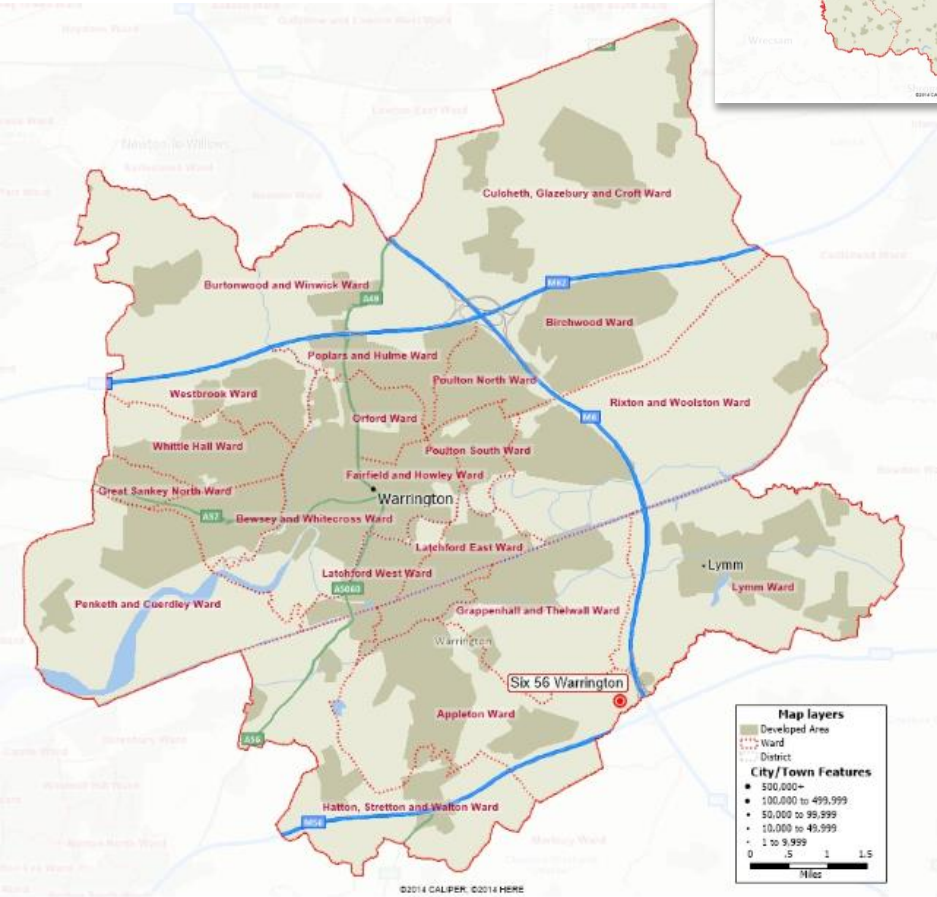 Culcheth, Glazebury and Croft Ward
Newton-le-Willows
Burtonwood and Winwick Ward
A49
M62
Birchwood Ward
Poplars and Hulme Ward
Poulton North Ward
Westbrook Ward
Rixton and Woolston Ward
Orford Ward
M6
Whittle Hall Ward
Poulton South Ward
Fairfield and Howley Ward
Great Sankey North Ward
Warrington
A57
Bewsey and Whitecross Ward
Latchford East Ward
Lymm
Latchford West Ward
Lymm Ward
A5060
Penketh and Cuerdley Ward
Grappenhall and Thelwall Ward
Warrington
Six 56 Warrington
Appleton Ward
A56
Hatton, Stretton and Walton Ward
M56
Map layers
Developed Area
Ward
District
City/Town Features
500,000+
100,000 to 499,999
50,000 to 99,999
10,000 to 49,999
1 to 9,999
0 .5 1 1.5
Miles
©2014 CALIPER; ©2014 HERE